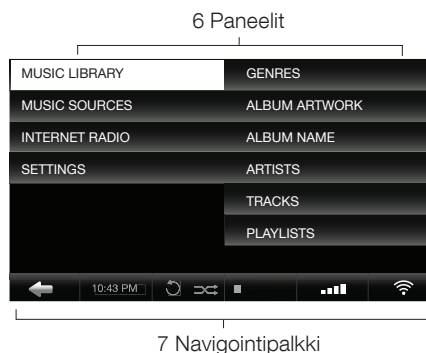 6 Paneelit
MUSIC LIBRARY
MUSIC SOURCES
INTERNET RADIO
SETTINGS
GENRES
ALBUM ARTWORK
ALBUM NAME
ARTISTS
TRACKS
PLAYLISTS
10:43 PM
7 Navigointipalkki